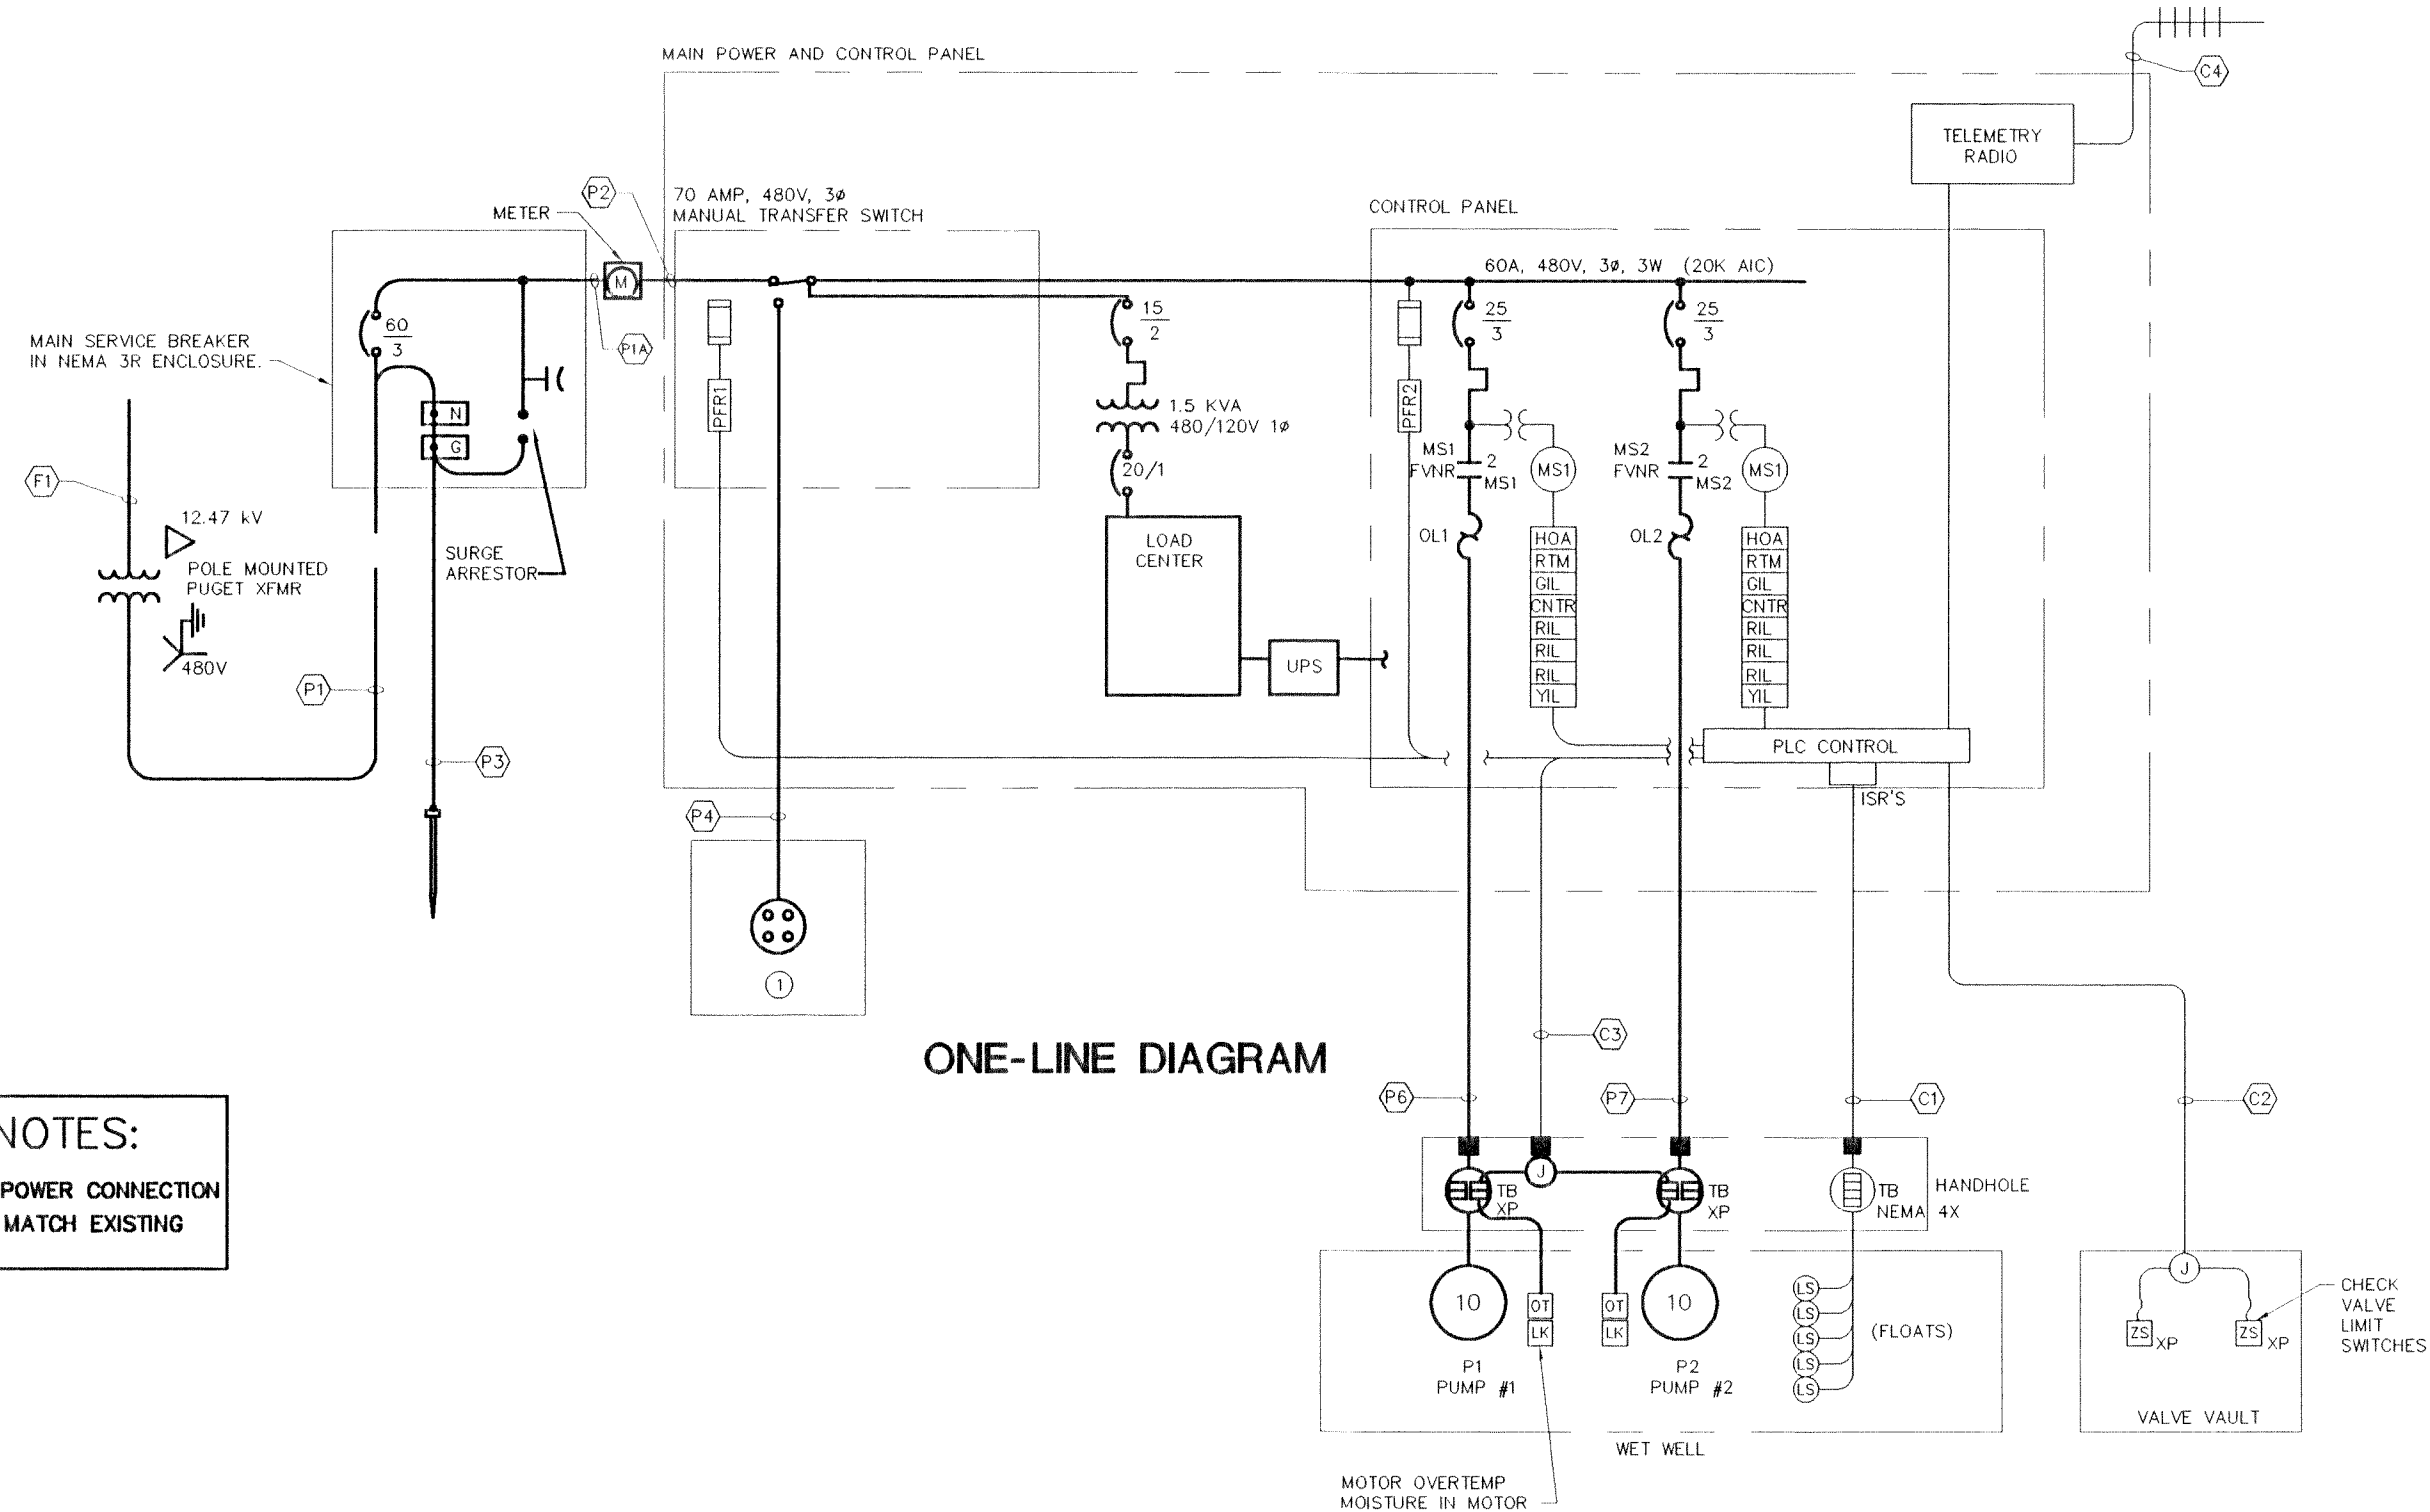 MAIN POWER AND CONTROL PANEL
C4
TELEMETRY
RADIO
P2
70 AMP, 480V, 3ø
MANUAL TRANSFER SWITCH
METER
CONTROL PANEL
M
60A, 480V, 3ø, 3W (20K AIC)
60
3
15
2
25
3
25
3
MAIN SERVICE BREAKER
IN NEMA 3R ENCLOSURE.
P1A
PFR1
PFR2
1.5 KVA
480/120V 1ø
N
G
MS1
FVNR
2
MS1
MS1
MS2
FVNR
2
MS2
MS1
20/1
F1
12.47 kV
POLE MOUNTED
PUGET XFMR
480V
SURGE
ARRESTOR
OL1
OL2
LOAD
CENTER
UPS
HOA
RTM
GIL
CNTR
RIL
RIL
RIL
YIL
HOA
RTM
GIL
CNTR
RIL
RIL
RIL
YIL
P1
P3
PLC CONTROL
ISR'S
P4
1
C3
ONE-LINE DIAGRAM
P6
P7
C1
C2
NOTES:
POWER CONNECTION
MATCH EXISTING
J
TB
XP
TB
XP
TB
NEMA 4X
HANDHOLE
10
OT
LK
OT
LK
10
LS
LS
LS
LS
LS
(FLOATS)
P1
PUMP #1
P2
PUMP #2
WET WELL
J
ZS
XP
ZS
XP
CHECK
VALVE
LIMIT
SWITCHES
VALVE VAULT
MOTOR OVERTEMP
MOISTURE IN MOTOR